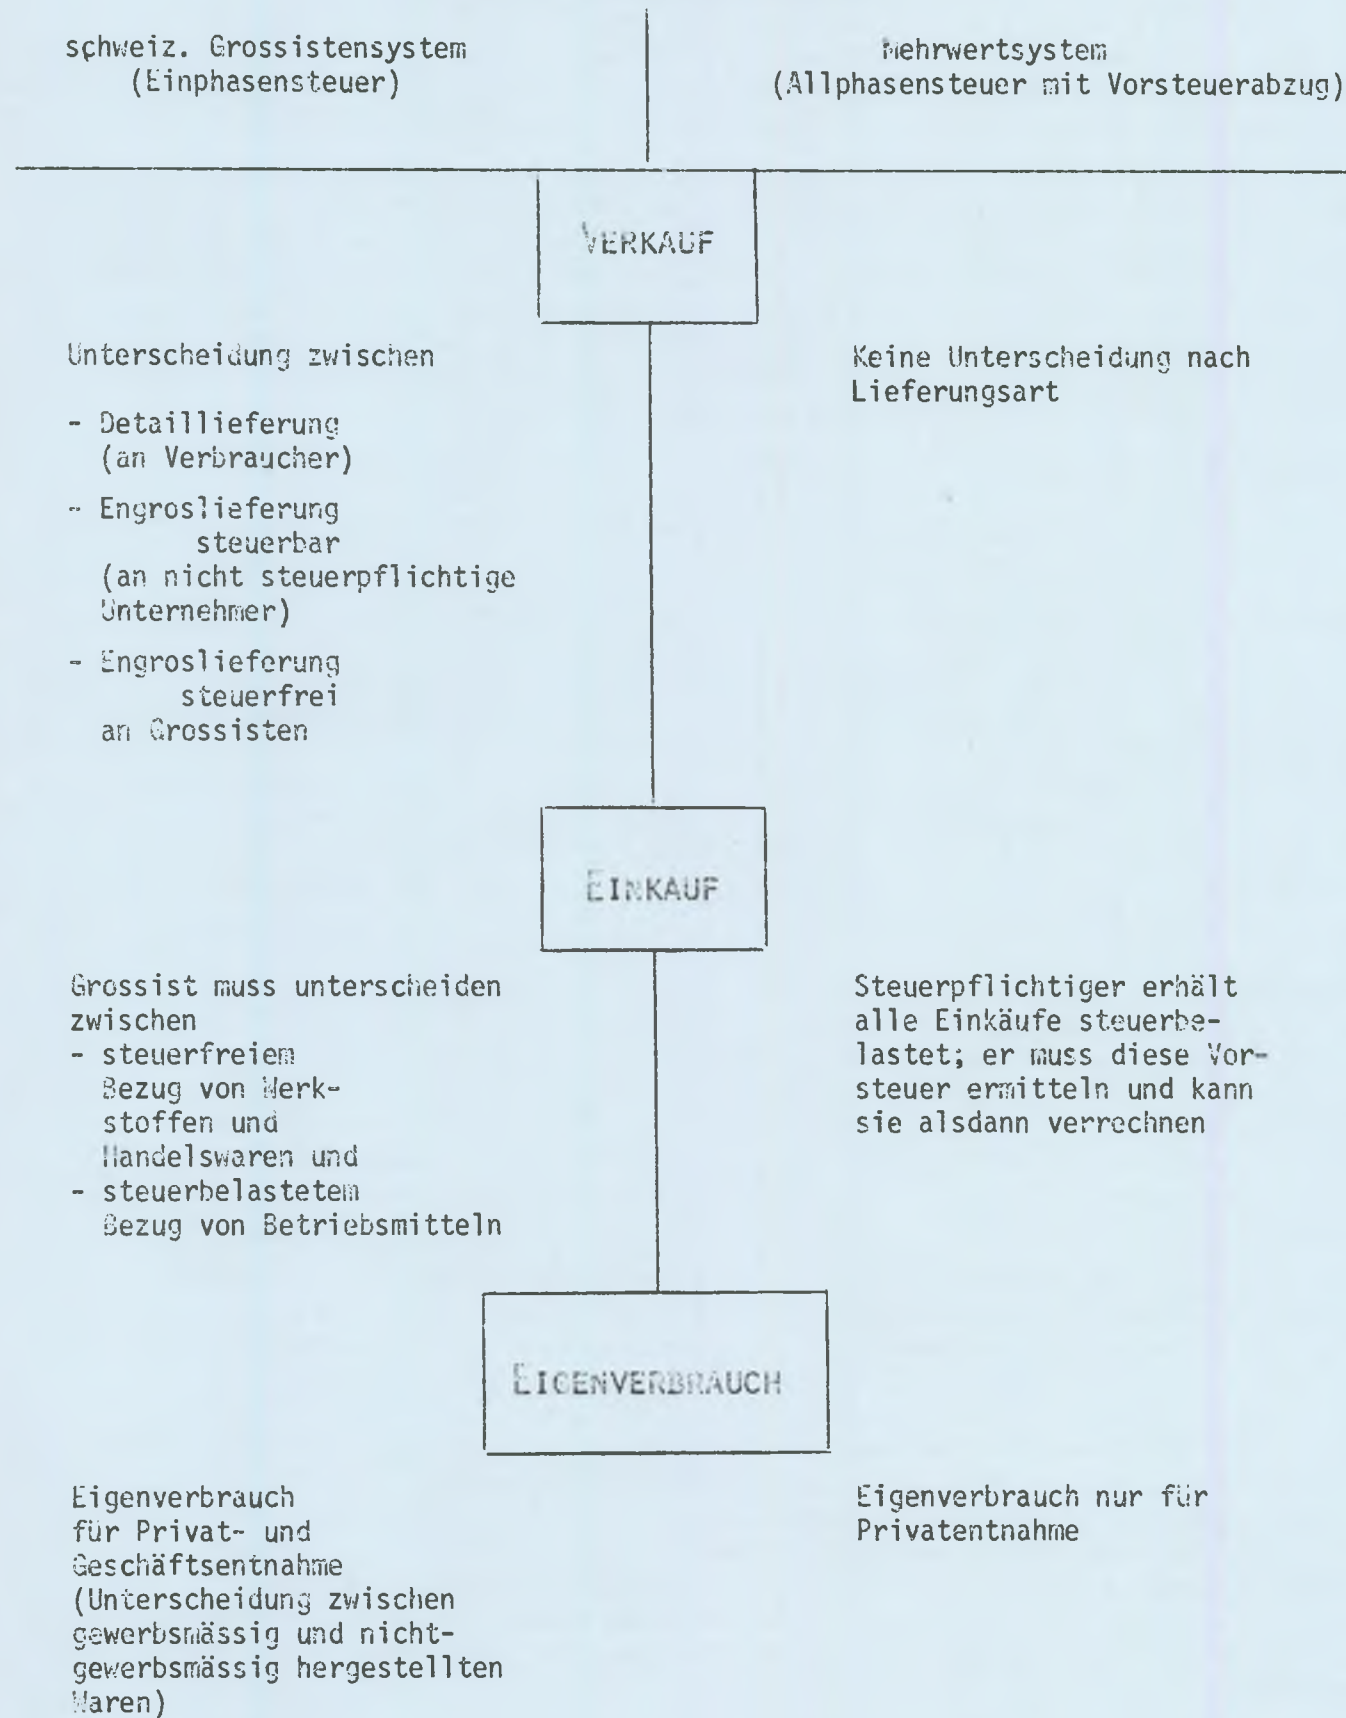 schweiz. Grossistensystem
(Einphasensteuer)
Mehrwertsystem
(Allphasensteuer mit Vorsteuerabzug)
VERKAUF
Unterscheidung zwischen
- Detaillieferung
(an Verbraucher)
- Engroslieferung
steuerbar
(an nicht steuerpflichtige
Unternehmer)
- Engroslieferung
steuerfrei
an Grossisten
Keine Unterscheidung nach
Lieferungsart
EINKAUF
Grossist muss unterscheiden
zwischen
- steuerfreiem
Bezug von Werk-
stoffen und
Handelswaren und
- steuerbelastetem
Bezug von Betriebsmitteln
Steuerpflichtiger erhält
alle Einkäufe steuerbe-
lastet; er muss diese Vor-
steuer ermitteln und kann
sie alsdann verrechnen
EIGENVERBRAUCH
Eigenverbrauch
für Privat- und
Geschäftsentnahme
(Unterscheidung zwischen
gewerbsmässig und nicht-
gewerbsmässig hergestellten
Waren)
Eigenverbrauch nur für
Privatentnahme